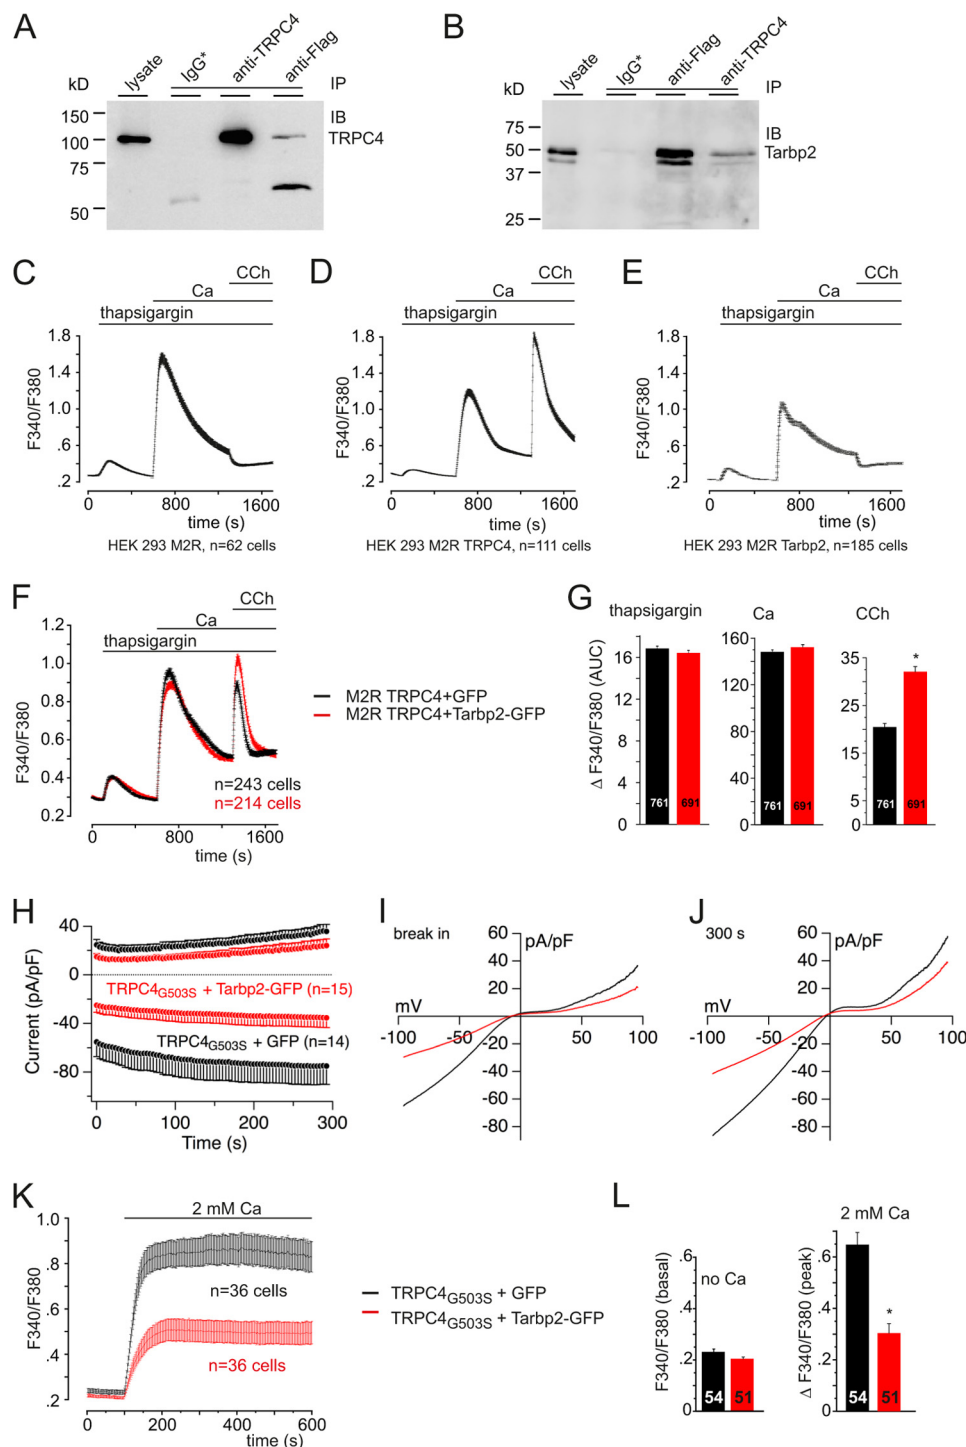 A
lysate
IgG*
anti-TRPC4
anti-Flag
kD
IP
150
IB
100
TRPC4
75
50
B
lysate
IgG*
anti-Flag
anti-TRPC4
kD
IP
75
IB
50
Tarbp2
37
25
C
CCh
Ca
thapsigargin
1.8
1.4
1.0
.6
.2
F340/F380
0 800 1600
time (s)
HEK 293 M2R, n=62 cells
D
CCh
Ca
thapsigargin
1.8
1.4
1.0
.6
.2
F340/F380
0 800 1600
time (s)
HEK 293 M2R TRPC4, n=111 cells
E
CCh
Ca
thapsigargin
1.8
1.4
1.0
.6
.2
F340/F380
0 800 1600
time (s)
HEK 293 M2R Tarbp2, n=185 cells
F
CCh
Ca
thapsigargin
1.2
1.0
0.8
0.6
0.4
0.2
F340/F380
n=243 cells
n=214 cells
0 800 1600
time (s)
M2R TRPC4+GFP
M2R TRPC4+Tarbp2-GFP
G
thapsigargin
Δ F340/F380 (AUC)
16
12
8
4
0
761 691
Ca
160
120
90
60
30
0
761 691
CCh
35
30
25
20
15
10
5
0
*
761 691
H
Current (pA/pF)
40
0
-40
-80
TRPC4G503S + Tarbp2-GFP (n=15)
TRPC4G503S + GFP (n=14)
0 100 200 300
Time (s)
I
break in
60
pA/pF
20
mV
-100 -50 50 100
-20
-40
-60
-80
J
300 s
60
pA/pF
20
mV
-100 -50 50 100
-20
-40
-60
-80
K
2 mM Ca
1.0
.8
.6
.4
.2
F340/F380
n=36 cells
n=36 cells
0 200 400 600
time (s)
TRPC4G503S + GFP
TRPC4G503S + Tarbp2-GFP
L
no Ca
F340/F380 (basal)
.6
.4
.2
0
54 51
2 mM Ca
Δ F340/F380 (peak)
.6
.4
.2
0
*
54 51